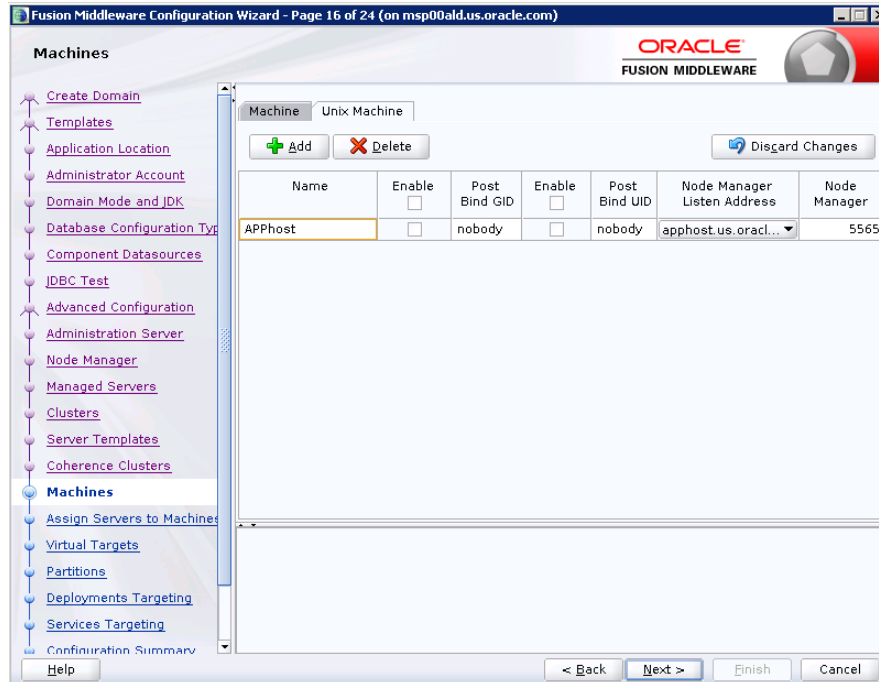 Fusion Middleware Configuration Wizard - Page 16 of 24 (on msp00ald.us.oracle.com)
Machines
ORACLE
FUSION MIDDLEWARE
Create Domain
Templates
Application Location
Administrator Account
Domain Mode and JDK
Database Configuration Typ
Component Datasources
JDBC Test
Advanced Configuration
Administration Server
Node Manager
Managed Servers
Clusters
Server Templates
Coherence Clusters
Machines
Assign Servers to Machines
Virtual Targets
Partitions
Deployments Targeting
Services Targeting
Configuration Summary
Machine Unix Machine
Add Delete Discard Changes
Name Enable Post Bind GID Enable Post Bind UID Node Manager Listen Address Node Manager
APPhost nobody nobody apphost.us.oracl... 5565
Help < Back Next > Finish Cancel